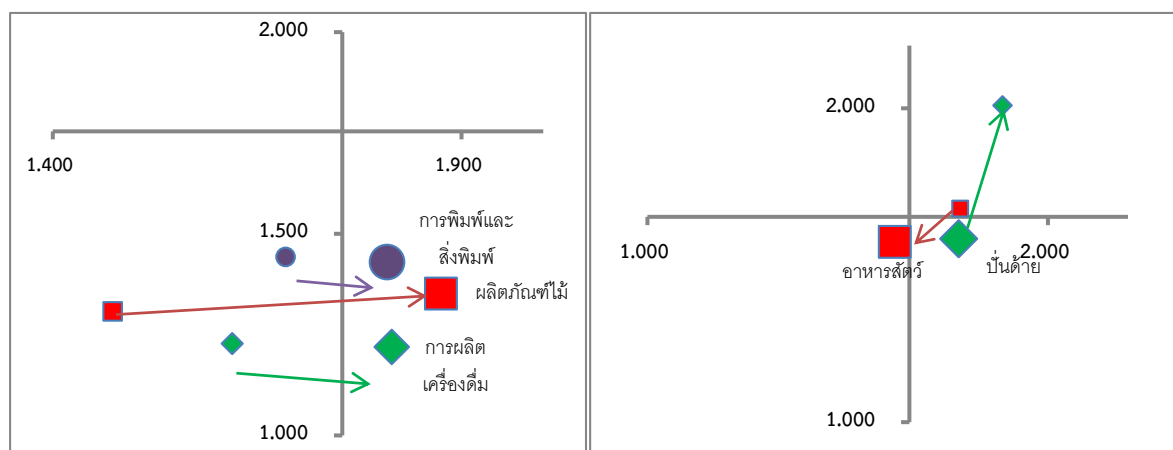 2.000
1.400
1.900
การพิมพ์และ
1.500
สิ่งพิมพ์
ผลิตภัณฑ์ไม้
การผลิต
เครื่องดื่ม
1.000
2.000
1.000
2.000
อาหารสัตว์
ปั่นด้าย
1.000